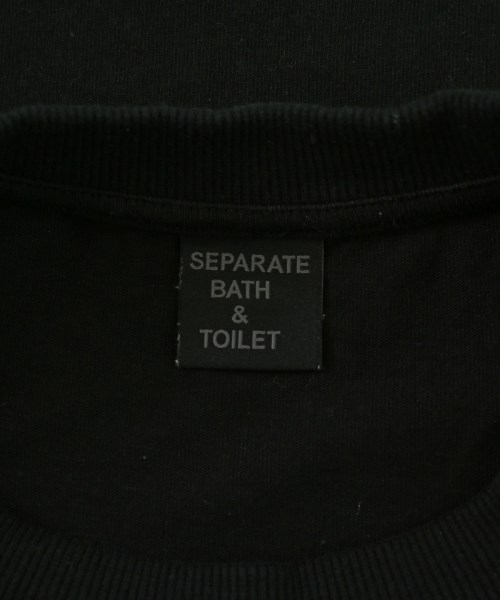 SEPARATE
BATH
&
TOILET